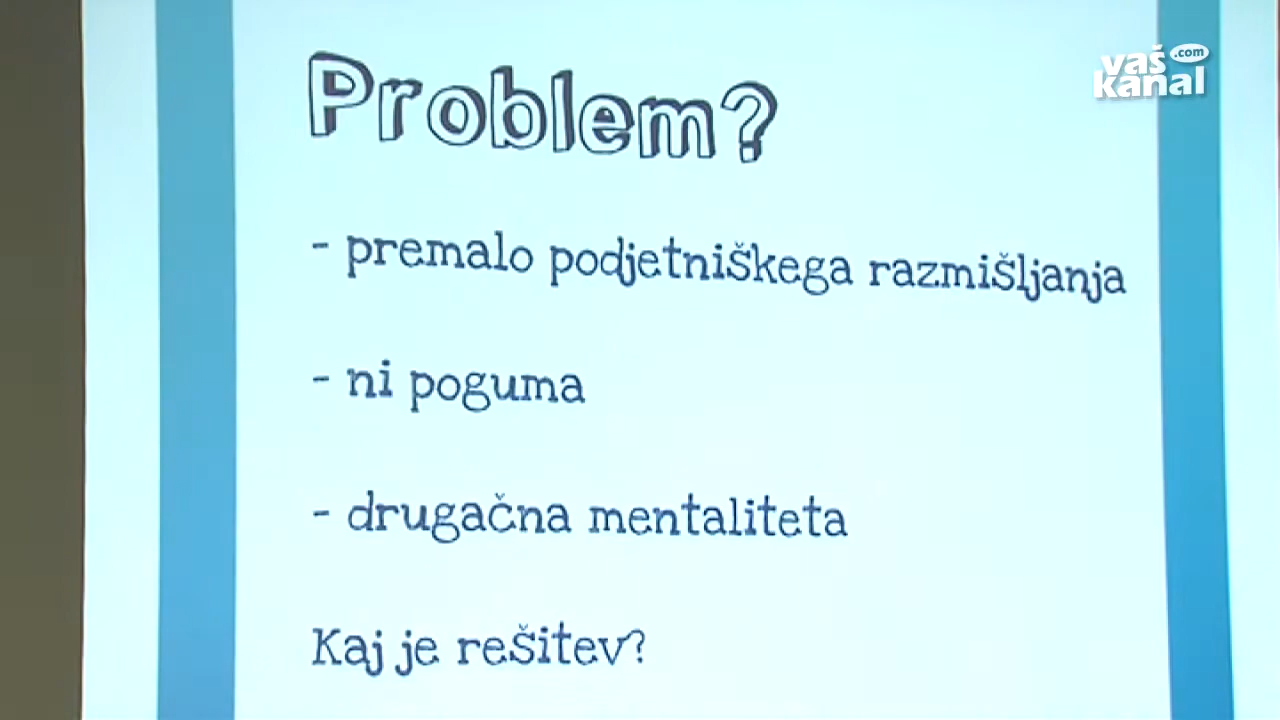 Problem?
vaš .com
kanal
- premalo podjetniškega razmišljanja
- ni poguma
- drugačna mentaliteta
Kaj je rešitev?